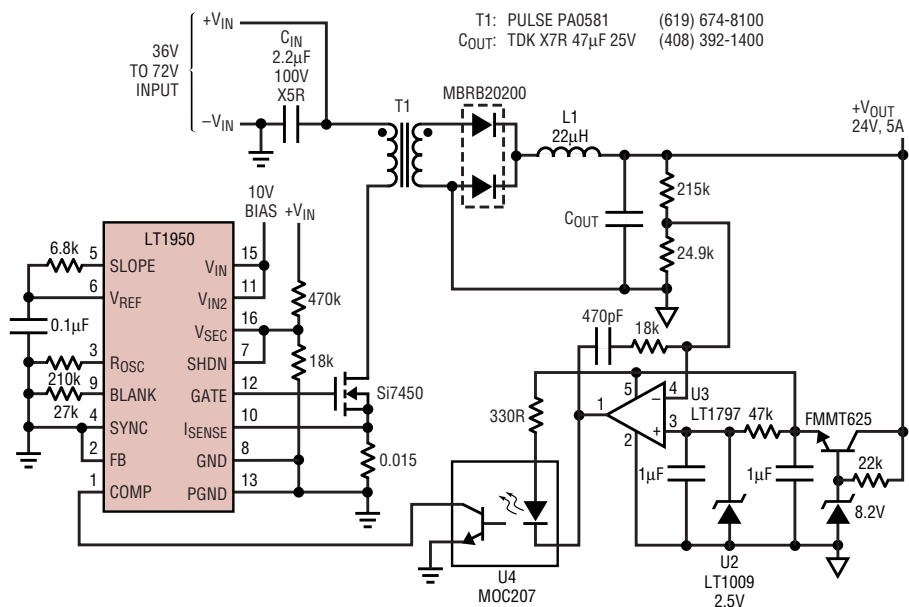 T1: PULSE PA0581 (619) 674-8100
COUT: TDK X7R 47µF 25V (408) 392-1400
+VIN
36V
TO 72V
INPUT
–VIN
CIN
2.2µF
100V
X5R
T1
MBRB20200
L1
22µH
+VOUT
24V, 5A
COUT
215k
24.9k
10V
BIAS
+VIN
LT1950
6.8k
5
SLOPE
6
VREF
0.1µF
3
ROSC
210k
9
BLANK
27k
4
SYNC
2
FB
1
COMP
15
VIN
11
VIN2
16
VSEC
7
SHDN
12
GATE
10
ISENSE
8
GND
13
PGND
470k
18k
Si7450
0.015
470pF
18k
330R
1
5
4
–
U3
LT1797
3
+
2
47k
FMMT625
1µF
1µF
22k
8.2V
U2
LT1009
2.5V
U4
MOC207